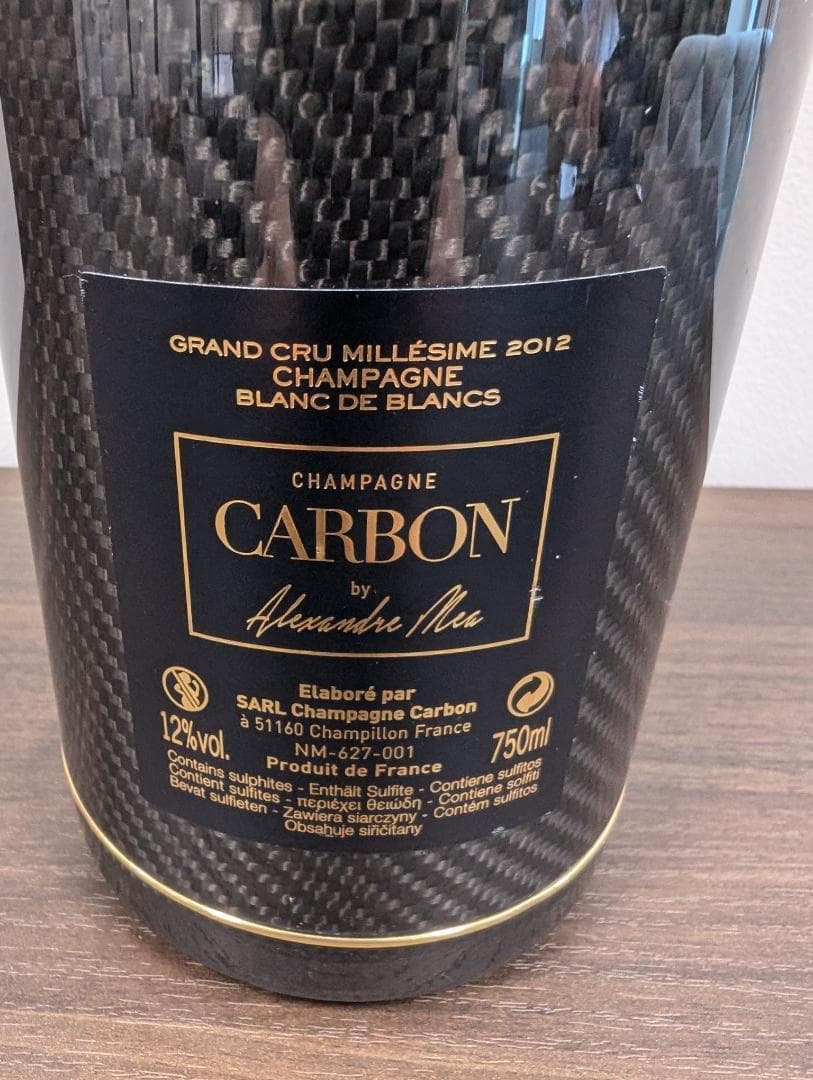 GRAND CRU MILLÉSIME 2012
CHAMPAGNE
BLANC DE BLANCS
CHAMPAGNE
CARBON
by
Alexandre Mea
Elaboré par
SARL Champagne Carbon
à 51160 Champillon France
NM-627-001
Produit de France
12%vol.
750ml
Contains sulphites - Enthält Sulfite - Contiene sulfitos
Contient sulfites - περιέχει θειώδη - Contiene solfiti
Bevat sulfieten - Zawiera siarczyny - Contém sulfitos
Obsahuje siřičitany